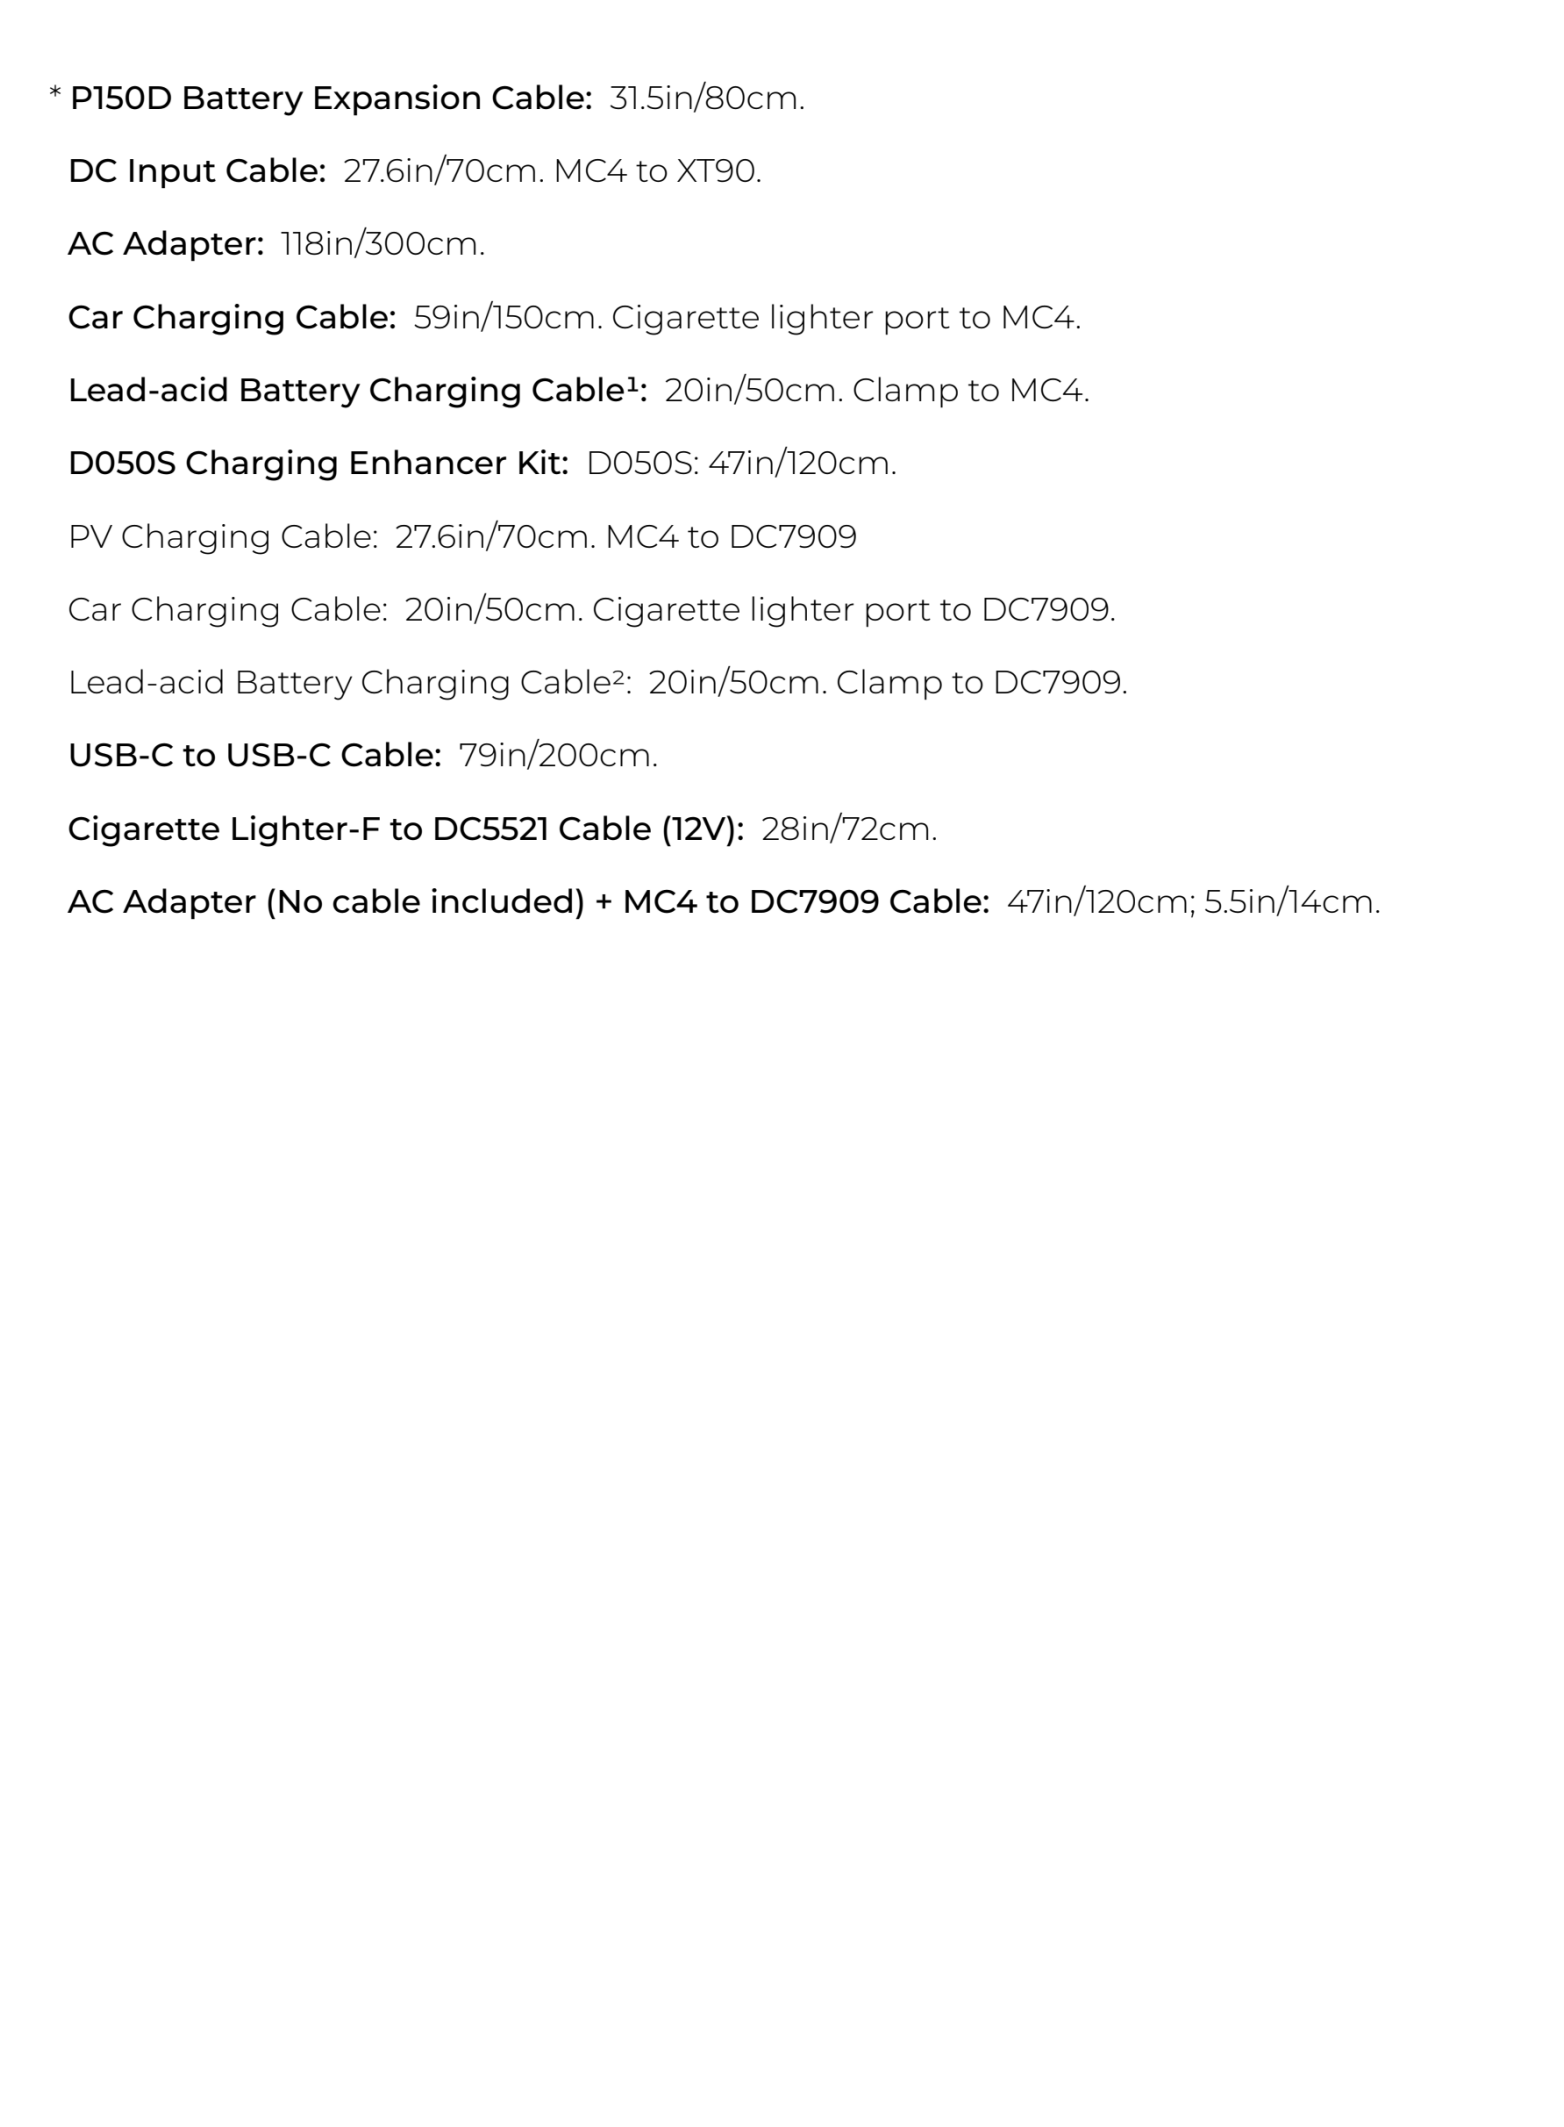 * P150D Battery Expansion Cable: 31.5in/80cm.
DC Input Cable: 27.6in/70cm. MC4 to XT90.
AC Adapter: 118in/300cm.
Car Charging Cable: 59in/150cm. Cigarette lighter port to MC4.
Lead-acid Battery Charging Cable¹: 20in/50cm. Clamp to MC4.
D050S Charging Enhancer Kit: D050S: 47in/120cm.
PV Charging Cable: 27.6in/70cm. MC4 to DC7909
Car Charging Cable: 20in/50cm. Cigarette lighter port to DC7909.
Lead-acid Battery Charging Cable²: 20in/50cm. Clamp to DC7909.
USB-C to USB-C Cable: 79in/200cm.
Cigarette Lighter-F to DC5521 Cable (12V): 28in/72cm.
AC Adapter (No cable included) + MC4 to DC7909 Cable: 47in/120cm; 5.5in/14cm.